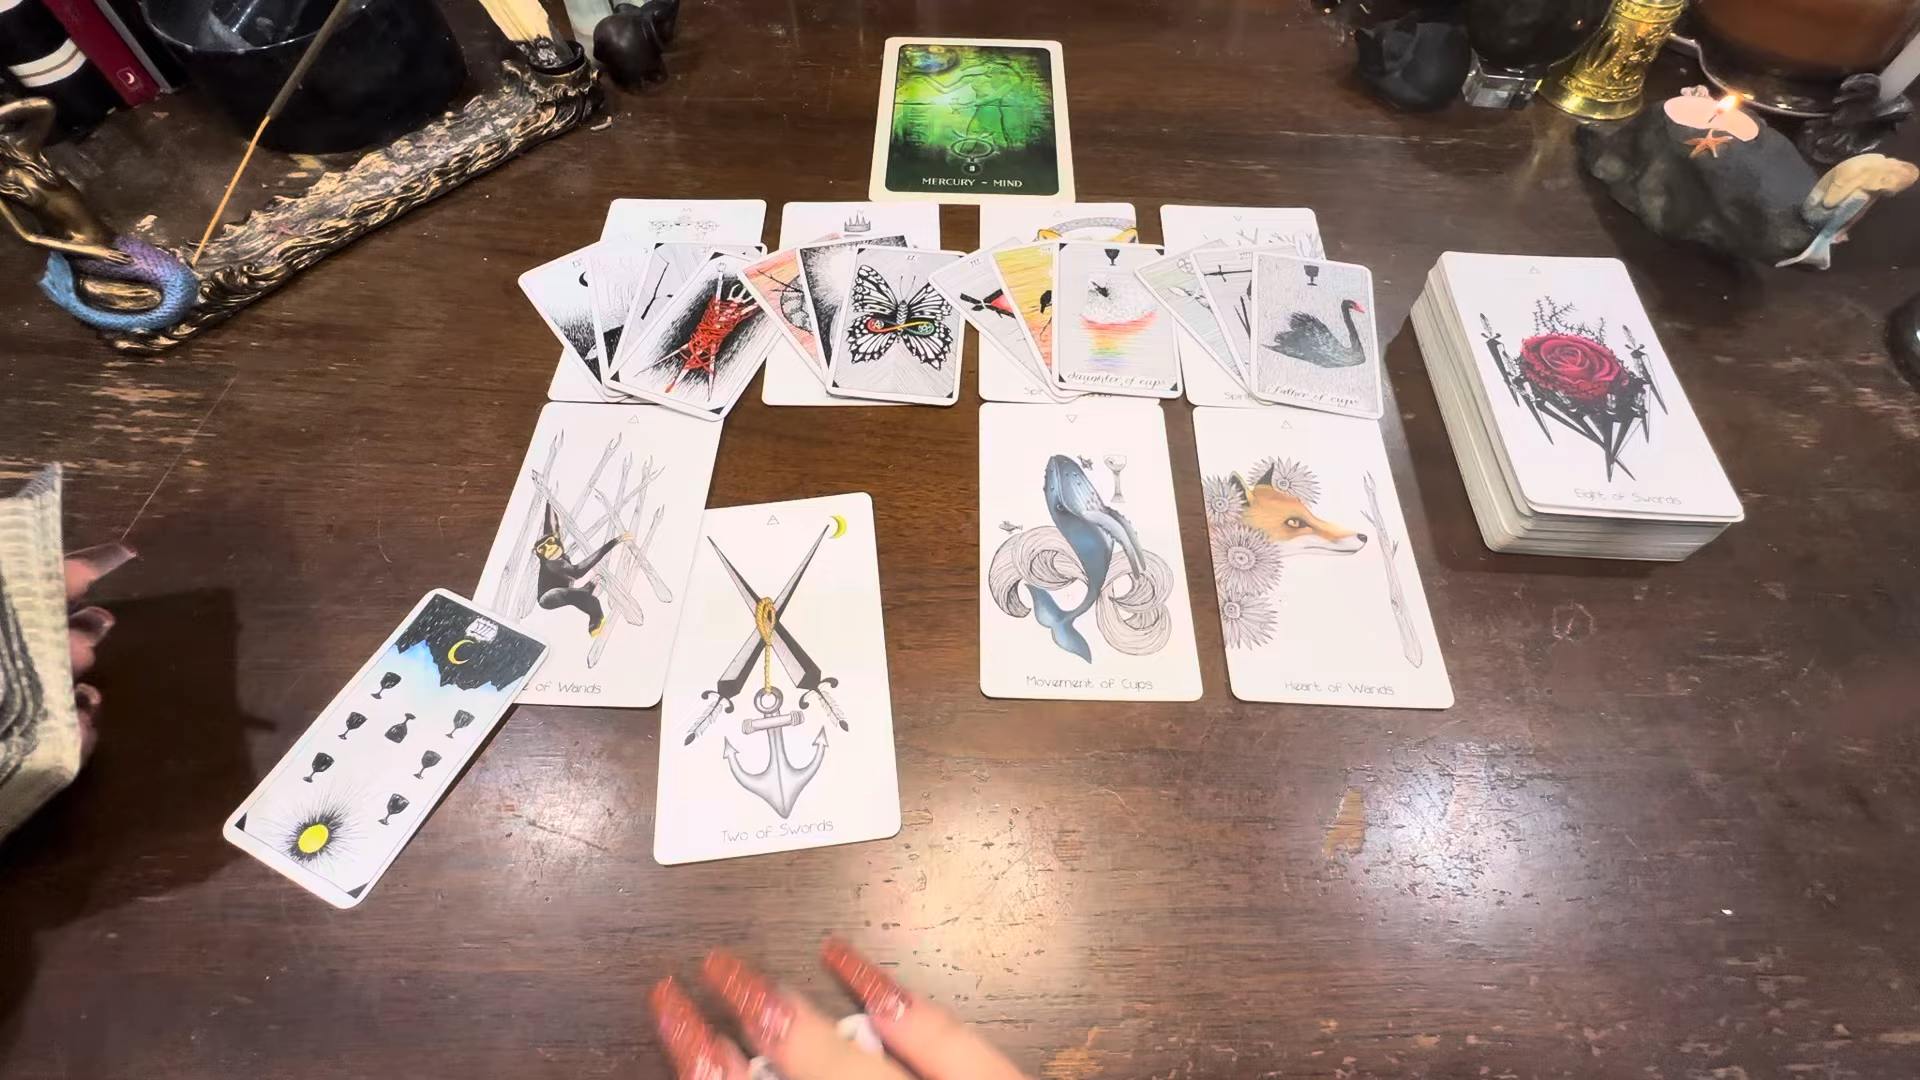 MERCURY - MIND
II
daughter of cups
father of cups
Eight of Swords
of Wands
Movement of Cups
Heart of Wands
Two of Swords